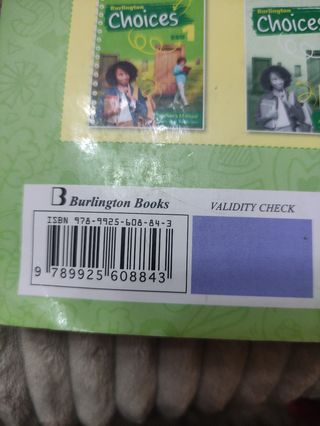 Burlington
Choices
Burlington
Choices
B Burlington Books
VALIDITY CHECK
ISBN 978-9925-608-84-3
9 789925 608843